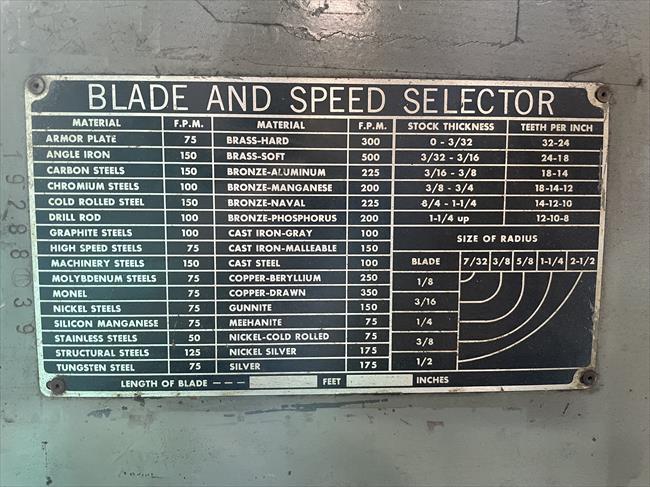 BLADE AND SPEED SELECTOR
MATERIAL F.P.M. MATERIAL F.P.M. STOCK THICKNESS TEETH PER INCH
ARMOR PLATE 75 BRASS-HARD 300 0 - 3/32 32-24
ANGLE IRON 150 BRASS-SOFT 500 3/32 - 3/16 24-18
CARBON STEELS 150 BRONZE-ALUMINUM 225 3/16 - 3/8 18-14
CHROMIUM STEELS 100 BRONZE-MANGANESE 200 3/8 - 3/4 18-14-12
COLD ROLLED STEEL 150 BRONZE-NAVAL 225 6/4 - 1-1/4 14-12-10
DRILL ROD 100 BRONZE-PHOSPHORUS 200 1-1/4 up 12-10-8
GRAPHITE STEELS 100 CAST IRON-GRAY 100 SIZE OF RADIUS
HIGH SPEED STEELS 75 CAST IRON-MALLEABLE 150
MACHINERY STEELS 150 CAST STEEL 100 BLADE 7/32 3/8 5/8 1-1/4 2-1/2
MOLYBDENUM STEELS 75 COPPER-BERYLLIUM 250 1/8
MONEL 75 COPPER-DRAWN 350 3/16
NICKEL STEELS 75 GUNNITE 150
SILICON MANGANESE 75 MEEHANITE 75 1/4
STAINLESS STEELS 50 NICKEL-COLD ROLLED 75 3/8
STRUCTURAL STEELS 125 NICKEL SILVER 175
TUNGSTEN STEEL 75 SILVER 175 1/2
LENGTH OF BLADE --- FEET INCHES